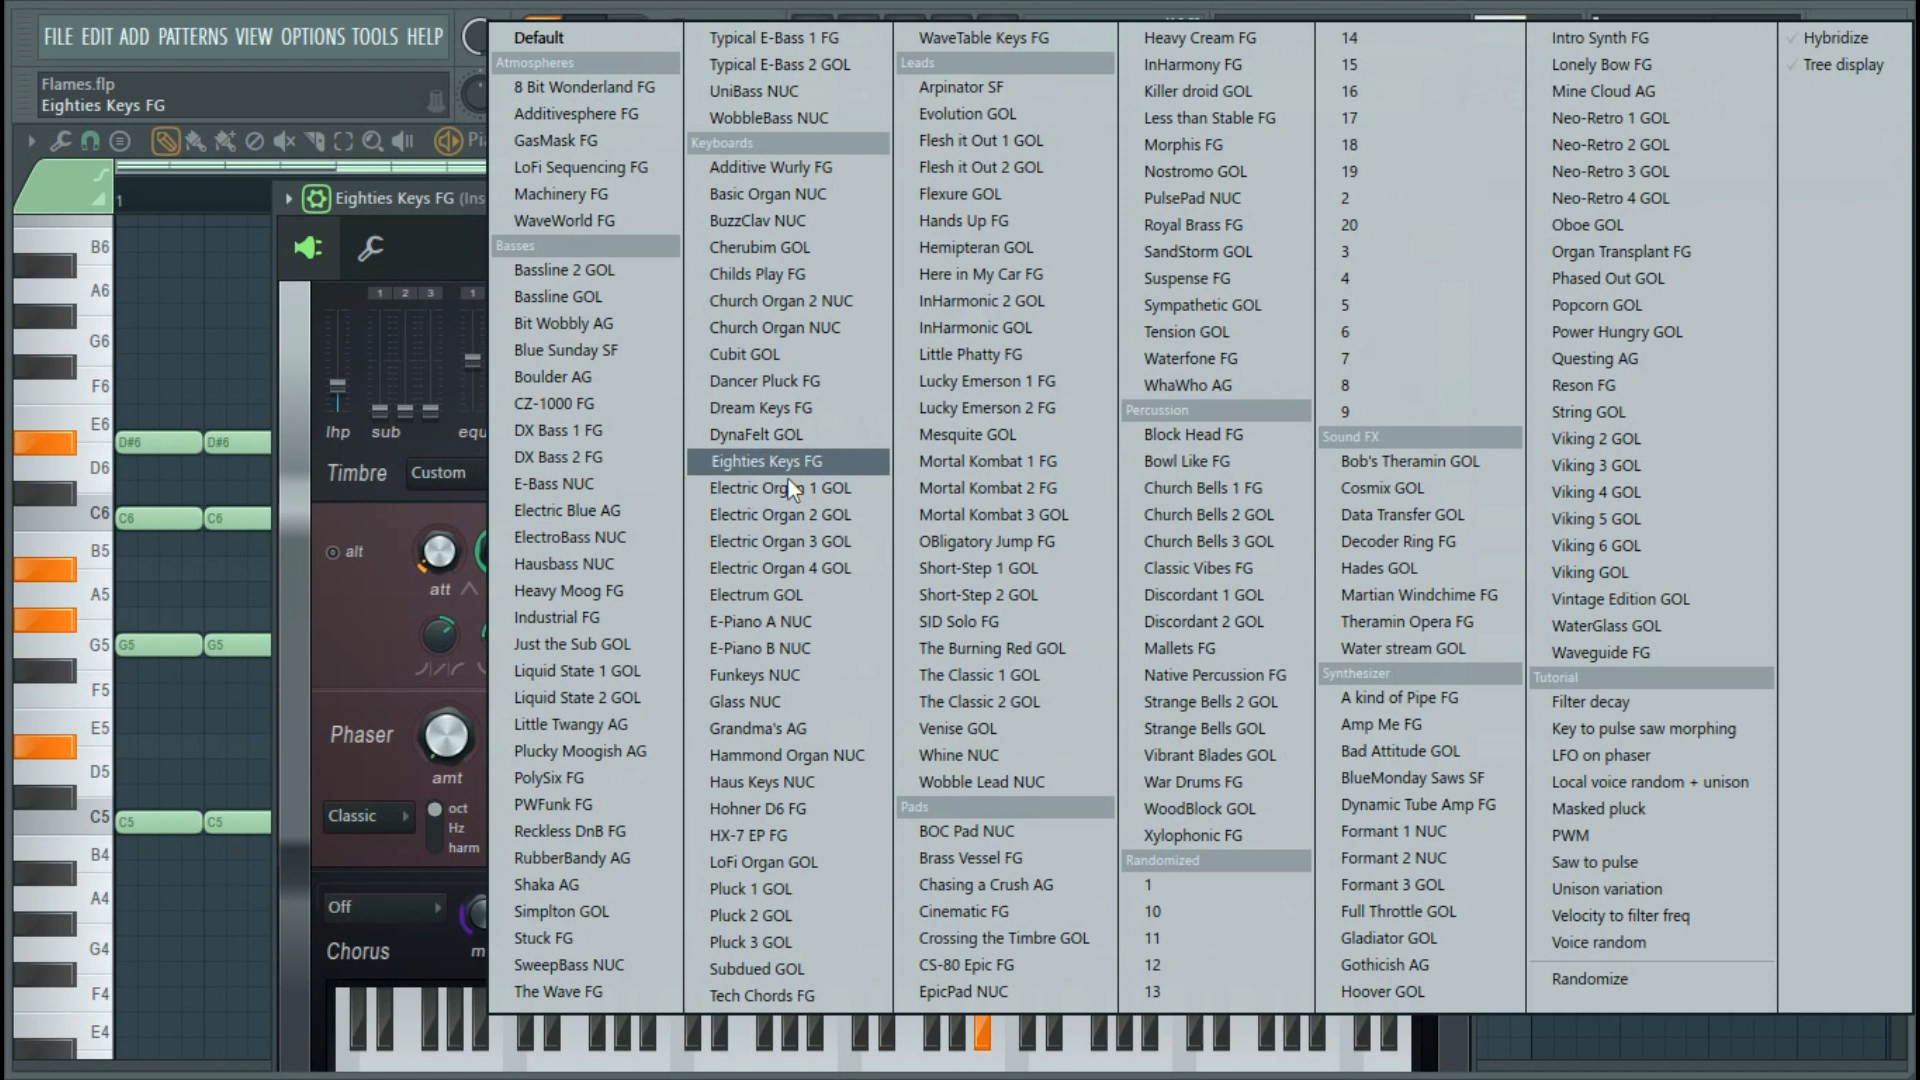 FILE EDIT ADD PATTERNS VIEW OPTIONS TOOLS HELP
Flames.flp
Eighties Keys FG
1
B6
A6
G6
F6
E6
D6
C6
B5
A5
G5
F5
E5
D5
C5
B4
A4
G4
F4
E4
D#6 D#6
C6 C6
G5 G5
C5 C5
Eighties Keys FG (Ins
1 2 3 1
lhp sub equ
Timbre Custom
alt
att
Phaser
amt
Classic
oct
Hz
harm
Off
Chorus m
Default
Atmospheres
8 Bit Wonderland FG
Additivesphere FG
GasMask FG
LoFi Sequencing FG
Machinery FG
WaveWorld FG
Basses
Bassline 2 GOL
Bassline GOL
Bit Wobbly AG
Blue Sunday SF
Boulder AG
CZ-1000 FG
DX Bass 1 FG
DX Bass 2 FG
E-Bass NUC
Electric Blue AG
ElectroBass NUC
Hausbass NUC
Heavy Moog FG
Industrial FG
Just the Sub GOL
Liquid State 1 GOL
Liquid State 2 GOL
Little Twangy AG
Plucky Moogish AG
PolySix FG
PWFunk FG
Reckless DnB FG
RubberBandy AG
Shaka AG
Simplton GOL
Stuck FG
SweepBass NUC
The Wave FG
Typical E-Bass 1 FG
Typical E-Bass 2 GOL
UniBass NUC
WobbleBass NUC
Keyboards
Additive Wurly FG
Basic Organ NUC
BuzzClav NUC
Cherubim GOL
Childs Play FG
Church Organ 2 NUC
Church Organ NUC
Cubit GOL
Dancer Pluck FG
Dream Keys FG
DynaFelt GOL
Eighties Keys FG
Electric Organ 1 GOL
Electric Organ 2 GOL
Electric Organ 3 GOL
Electric Organ 4 GOL
Electrum GOL
E-Piano A NUC
E-Piano B NUC
Funkeys NUC
Glass NUC
Grandma's AG
Hammond Organ NUC
Haus Keys NUC
Hohner D6 FG
HX-7 EP FG
LoFi Organ GOL
Pluck 1 GOL
Pluck 2 GOL
Pluck 3 GOL
Subdued GOL
Tech Chords FG
WaveTable Keys FG
Leads
Arpinator SF
Evolution GOL
Flesh it Out 1 GOL
Flesh it Out 2 GOL
Flexure GOL
Hands Up FG
Hemipteran GOL
Here in My Car FG
InHarmonic 2 GOL
InHarmonic GOL
Little Phatty FG
Lucky Emerson 1 FG
Lucky Emerson 2 FG
Mesquite GOL
Mortal Kombat 1 FG
Mortal Kombat 2 FG
Mortal Kombat 3 GOL
OBligatory Jump FG
Short-Step 1 GOL
Short-Step 2 GOL
SID Solo FG
The Burning Red GOL
The Classic 1 GOL
The Classic 2 GOL
Venise GOL
Whine NUC
Wobble Lead NUC
Pads
BOC Pad NUC
Brass Vessel FG
Chasing a Crush AG
Cinematic FG
Crossing the Timbre GOL
CS-80 Epic FG
EpicPad NUC
Heavy Cream FG
InHarmony FG
Killer droid GOL
Less than Stable FG
Morphis FG
Nostromo GOL
PulsePad NUC
Royal Brass FG
SandStorm GOL
Suspense FG
Sympathetic GOL
Tension GOL
Waterfone FG
WhaWho AG
Percussion
Block Head FG
Bowl Like FG
Church Bells 1 FG
Church Bells 2 GOL
Church Bells 3 GOL
Classic Vibes FG
Discordant 1 GOL
Discordant 2 GOL
Mallets FG
Native Percussion FG
Strange Bells 2 GOL
Strange Bells GOL
Vibrant Blades GOL
War Drums FG
WoodBlock GOL
Xylophonic FG
Randomized
1
10
11
12
13
14
15
16
17
18
19
2
20
3
4
5
6
7
8
9
Sound FX
Bob's Theramin GOL
Cosmix GOL
Data Transfer GOL
Decoder Ring FG
Hades GOL
Martian Windchime FG
Theramin Opera FG
Water stream GOL
Synthesizer
A kind of Pipe FG
Amp Me FG
Bad Attitude GOL
BlueMonday Saws SF
Dynamic Tube Amp FG
Formant 1 NUC
Formant 2 NUC
Formant 3 GOL
Full Throttle GOL
Gladiator GOL
Gothicish AG
Hoover GOL
Intro Synth FG
Lonely Bow FG
Mine Cloud AG
Neo-Retro 1 GOL
Neo-Retro 2 GOL
Neo-Retro 3 GOL
Neo-Retro 4 GOL
Oboe GOL
Organ Transplant FG
Phased Out GOL
Popcorn GOL
Power Hungry GOL
Questing AG
Reson FG
String GOL
Viking 2 GOL
Viking 3 GOL
Viking 4 GOL
Viking 5 GOL
Viking 6 GOL
Viking GOL
Vintage Edition GOL
WaterGlass GOL
Waveguide FG
Tutorial
Filter decay
Key to pulse saw morphing
LFO on phaser
Local voice random + unison
Masked pluck
PWM
Saw to pulse
Unison variation
Velocity to filter freq
Voice random
Randomize
Hybridize
Tree display